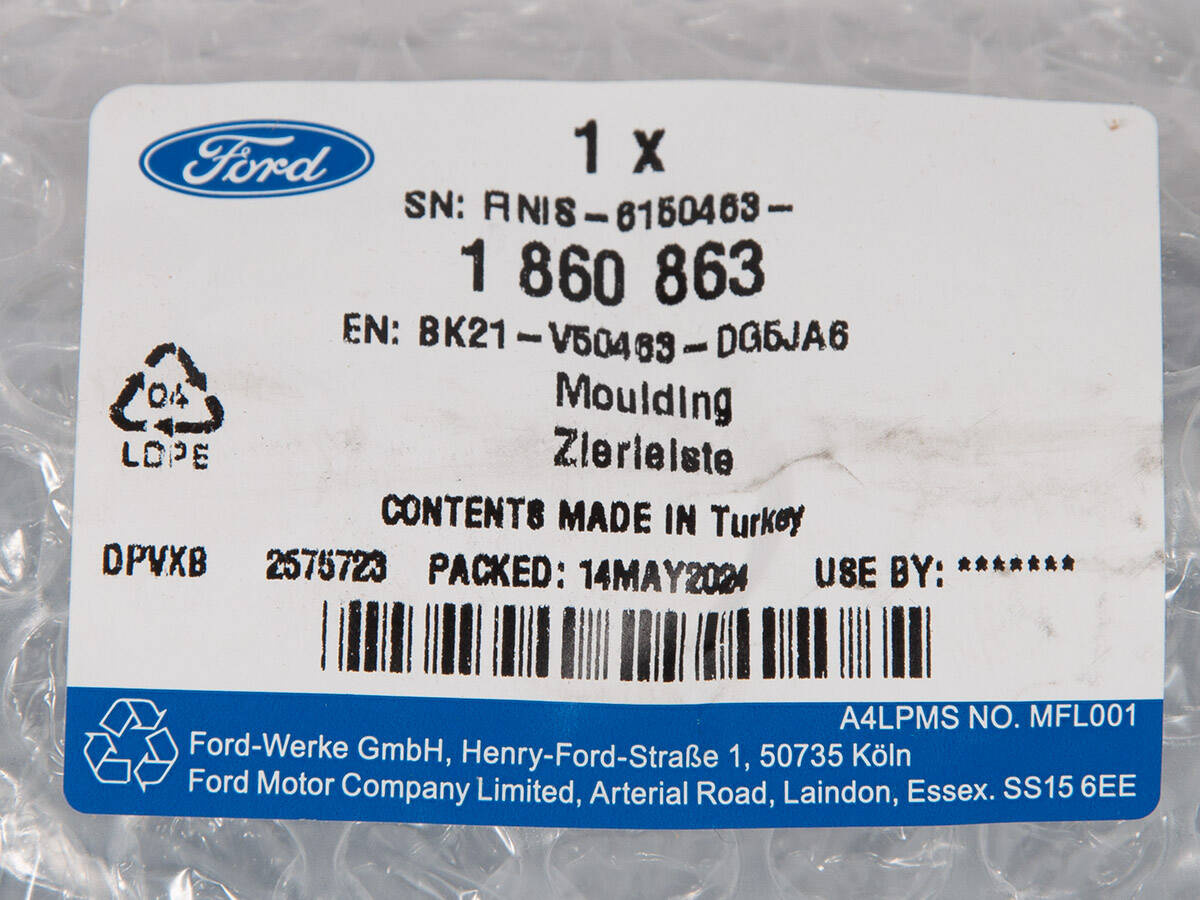 Ford
1 x
SN: FINIS-6150463-
1 860 863
EN: BK21-V50463-DG5JA6
Moulding
Zierleiste
04
LDPE
CONTENTS MADE IN Turkey
DPVXB 2575723 PACKED: 14MAY2024 USE BY: *******
A4LPMS NO. MFL001
Ford-Werke GmbH, Henry-Ford-Straße 1, 50735 Köln
Ford Motor Company Limited, Arterial Road, Laindon, Essex. SS15 6EE